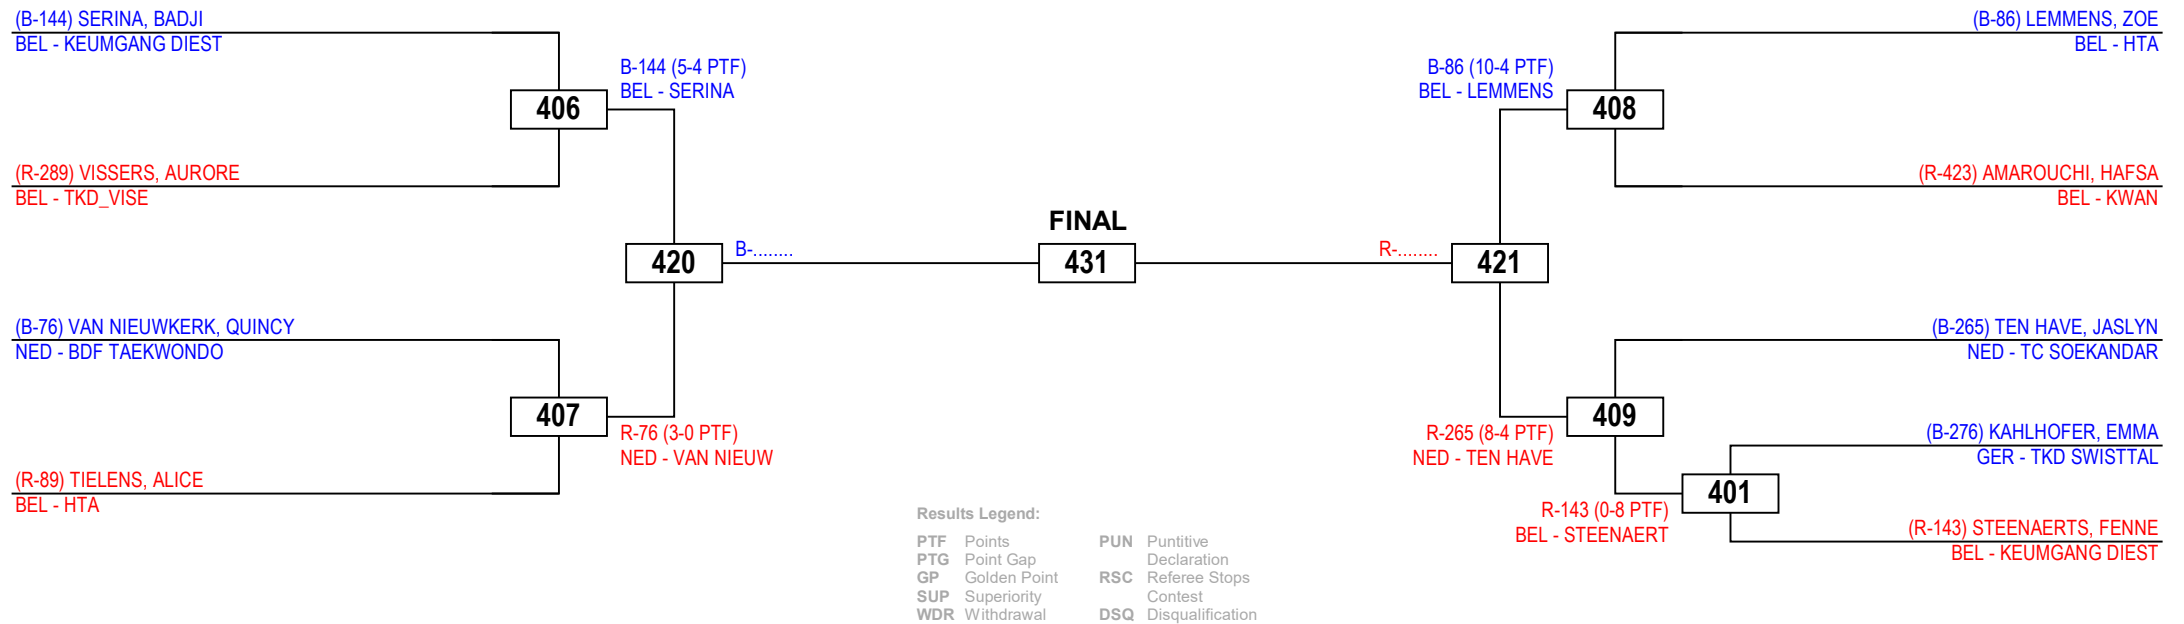 (B-144) SERINA, BADJI
BEL - KEUMGANG DIEST
B-144 (5-4 PTF)
BEL - SERINA
406
(R-289) VISSERS, AURORE
BEL - TKD_VISE
420
B-........
(B-76) VAN NIEUWKERK, QUINCY
NED - BDF TAEKWONDO
407
R-76 (3-0 PTF)
NED - VAN NIEUW
(R-89) TIELENS, ALICE
BEL - HTA
FINAL
431
(B-86) LEMMENS, ZOE
BEL - HTA
B-86 (10-4 PTF)
BEL - LEMMENS
408
(R-423) AMAROUCHI, HAFSA
BEL - KWAN
R-........
421
(B-265) TEN HAVE, JASLYN
NED - TC SOEKANDAR
409
R-265 (8-4 PTF)
NED - TEN HAVE
(B-276) KAHLHOFER, EMMA
GER - TKD SWISTTAL
401
R-143 (0-8 PTF)
BEL - STEENAERT
(R-143) STEENAERTS, FENNE
BEL - KEUMGANG DIEST
Results Legend:
PTF Points
PTG Point Gap
GP Golden Point
SUP Superiority
WDR Withdrawal
PUN Puntitive
Declaration
RSC Referee Stops
Contest
DSQ Disqualification